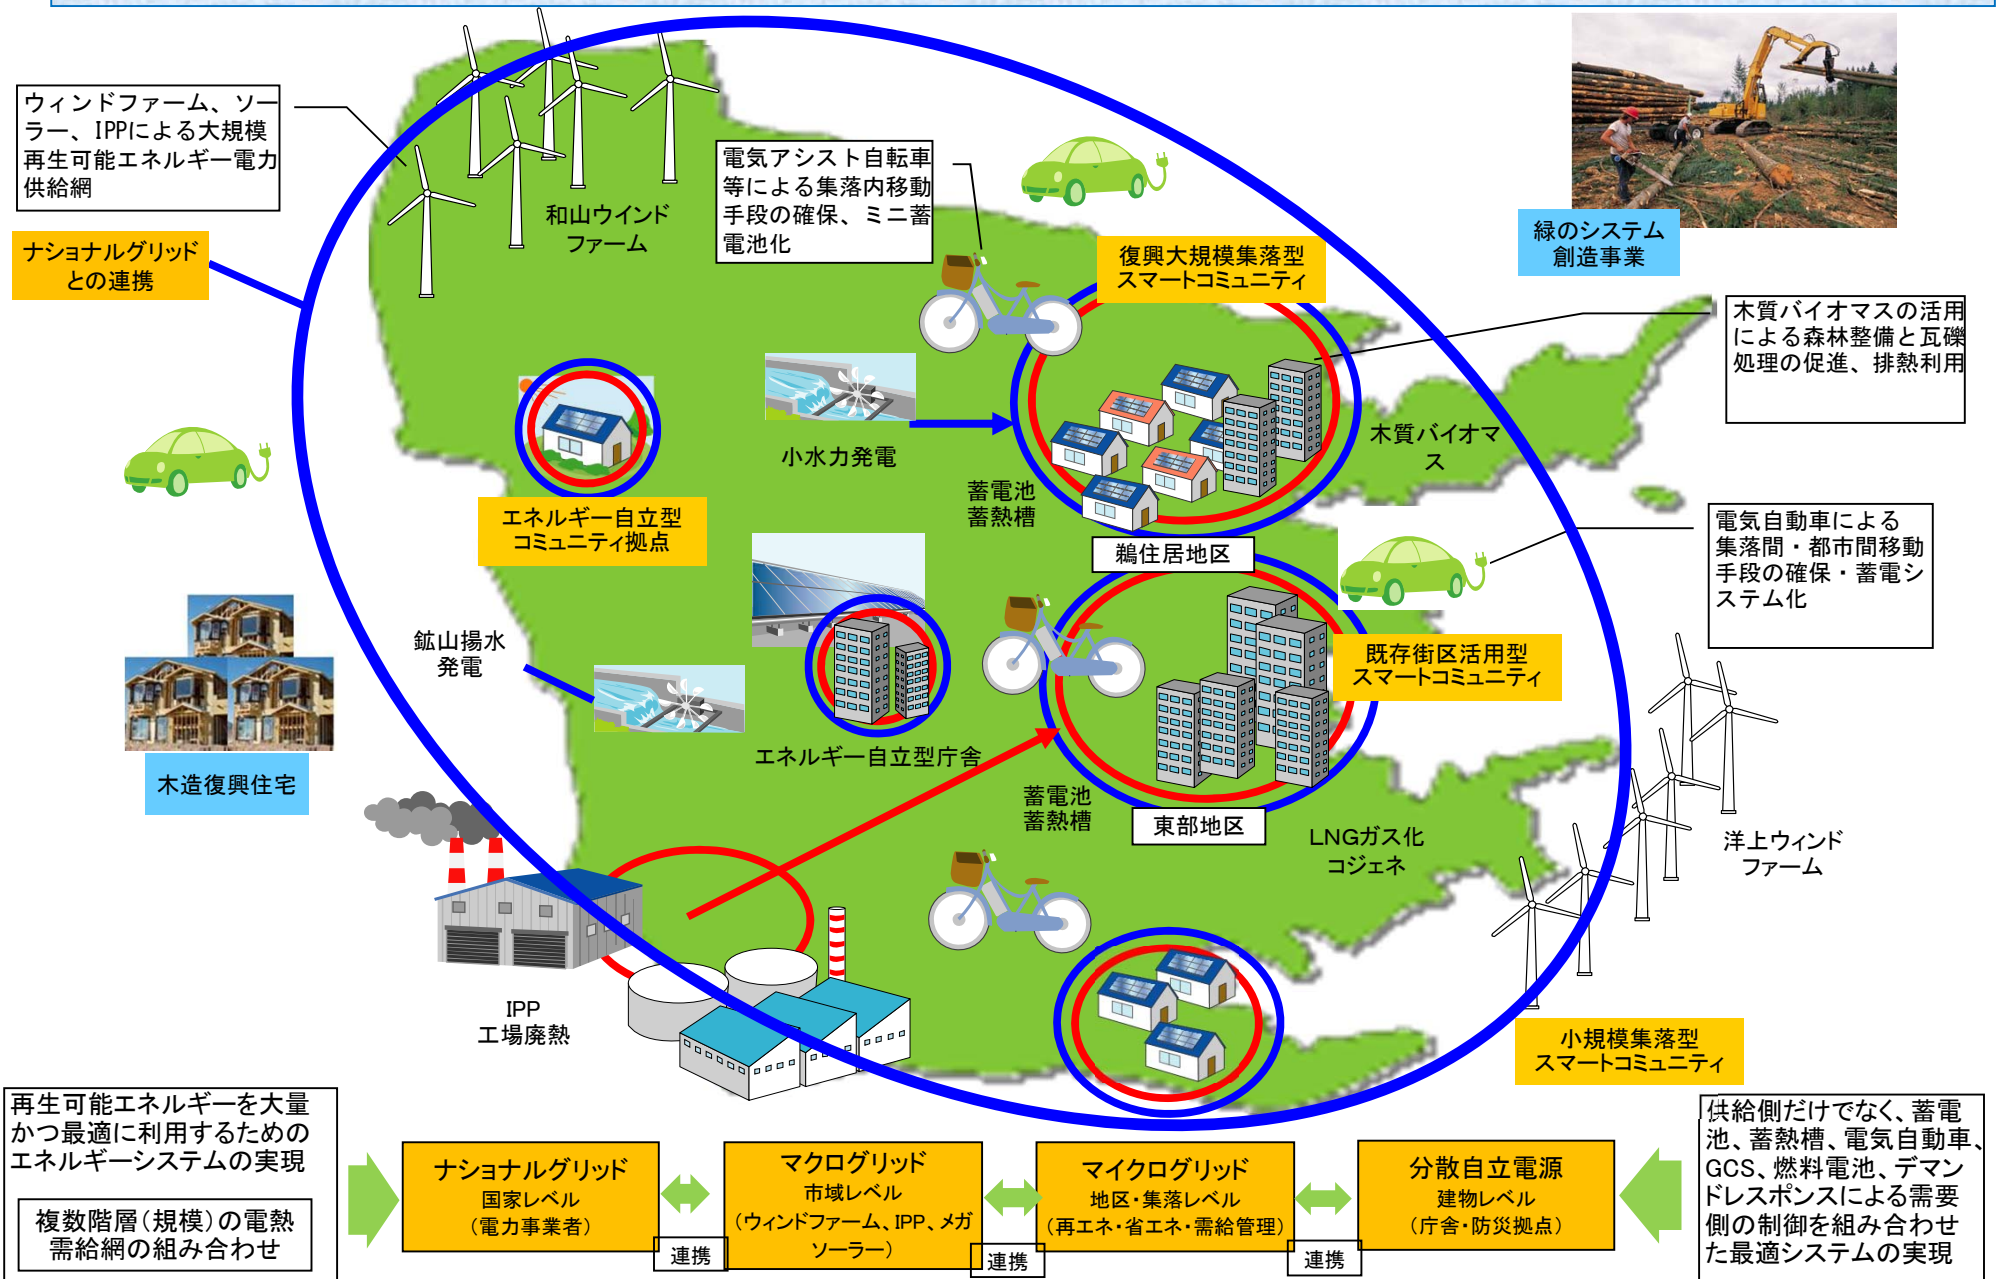 ウィンドファーム、ソー
ラー、IPPによる大規模
再生可能エネルギー電力
供給網
ナショナルグリッド
との連携
和山ウインド
ファーム
電気アシスト自転車
等による集落内移動
手段の確保、ミニ蓄
電池化
復興大規模集落型
スマートコミュニティ
緑のシステム
創造事業
木質バイオマスの活用
による森林整備と瓦礫
処理の促進、排熱利用
小水力発電
木質バイオマ
ス
蓄電池
蓄熱槽
エネルギー自立型
コミュニティ拠点
鵜住居地区
電気自動車による
集落間・都市間移動
手段の確保・蓄電シ
ステム化
鉱山揚水
発電
既存街区活用型
スマートコミュニティ
エネルギー自立型庁舎
木造復興住宅
蓄電池
蓄熱槽
東部地区
LNGガス化
コジェネ
洋上ウィンド
ファーム
IPP
工場廃熱
小規模集落型
スマートコミュニティ
再生可能エネルギーを大量
かつ最適に利用するための
エネルギーシステムの実現
複数階層(規模)の電熱
需給網の組み合わせ
ナショナルグリッド
国家レベル
(電力事業者)
連携
マクログリッド
市域レベル
(ウィンドファーム、IPP、メガ
ソーラー)
連携
マイクログリッド
地区・集落レベル
(再エネ・省エネ・需給管理)
連携
分散自立電源
建物レベル
(庁舎・防災拠点)
供給側だけでなく、蓄電
池、蓄熱槽、電気自動車、
GCS、燃料電池、デマン
ドレスポンスによる需要
側の制御を組み合わせ
た最適システムの実現